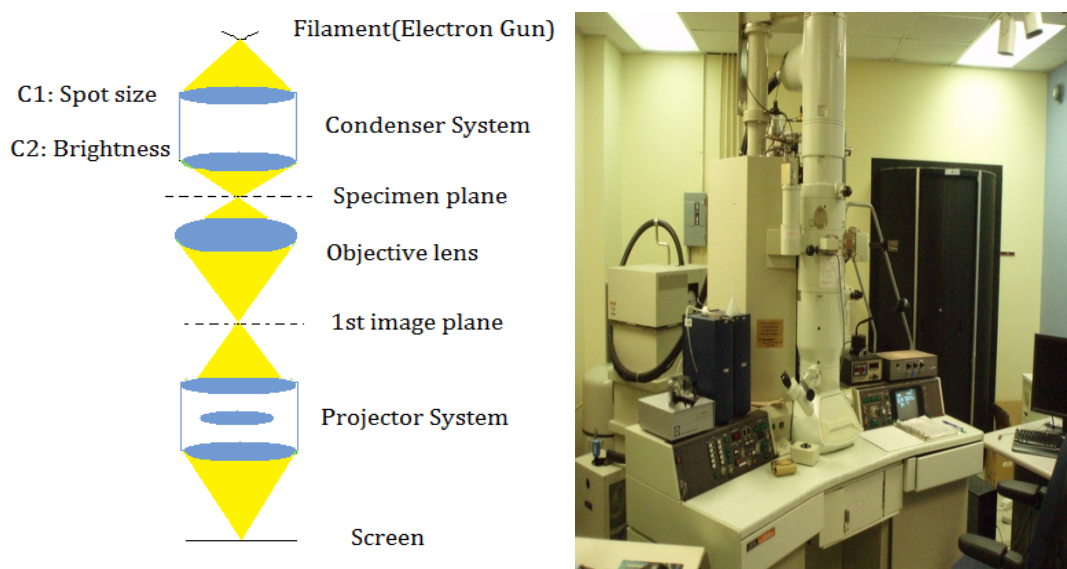 Filament(Electron Gun)
C1: Spot size
Condenser System
C2: Brightness
Specimen plane
Objective lens
1st image plane
Projector System
Screen